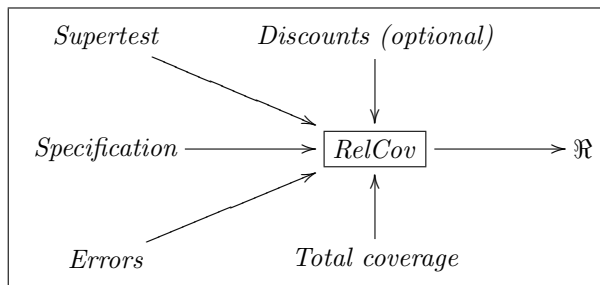 Supertest
Discounts (optional)
Specification
RelCov
ℜ
Errors
Total coverage